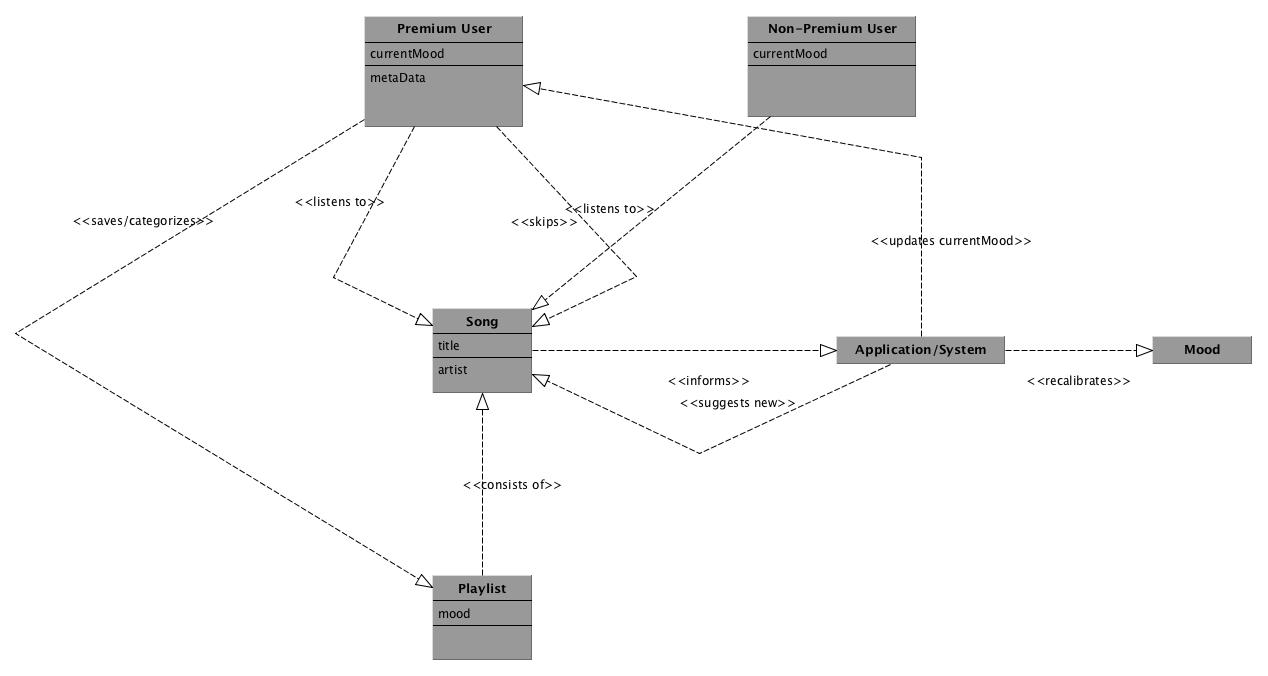 Premium User
currentMood
metaData
Non-Premium User
currentMood
<<listens to>>
<<listens to>>
<<saves/categorizes>>
<<skips>>
<<updates currentMood>>
Song
title
artist
Application/System
Mood
<<informs>>
<<recalibrates>>
<<suggests new>>
<<consists of>>
Playlist
mood